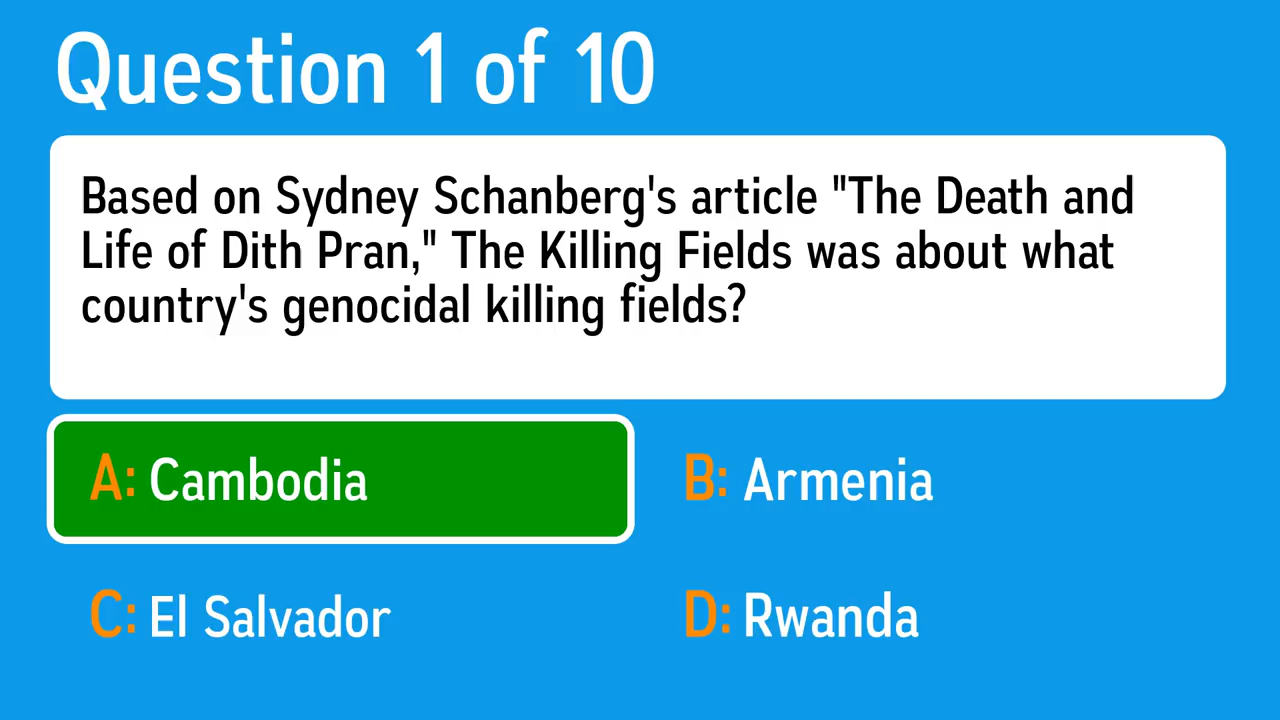 Question 1 of 10
Based on Sydney Schanberg's article "The Death and
Life of Dith Pran," The Killing Fields was about what
country's genocidal killing fields?
A: Cambodia
B: Armenia
C: El Salvador
D: Rwanda